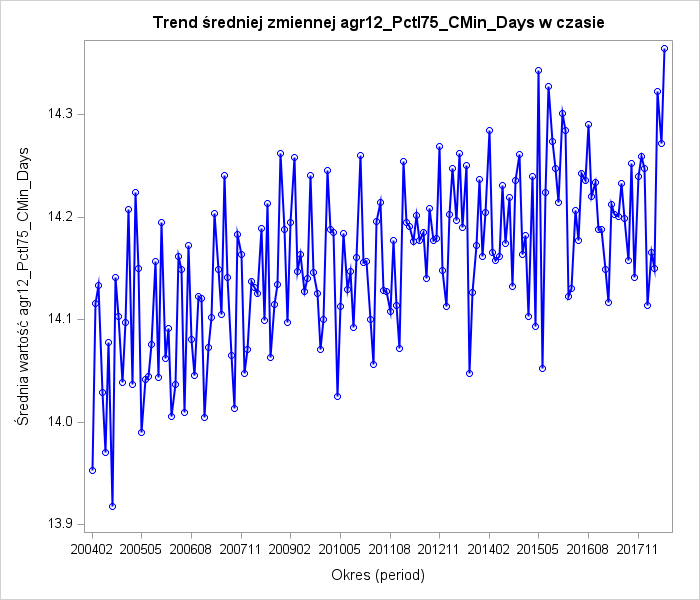 Trend średniej zmiennej agr12_Pctl75_CMin_Days w czasie
Średnia wartość agr12_Pctl75_CMin_Days
14.3
14.2
14.1
14.0
13.9
200402 200505 200608 200711 200902 201005 201108 201211 201402 201505 201608 201711
Okres (period)